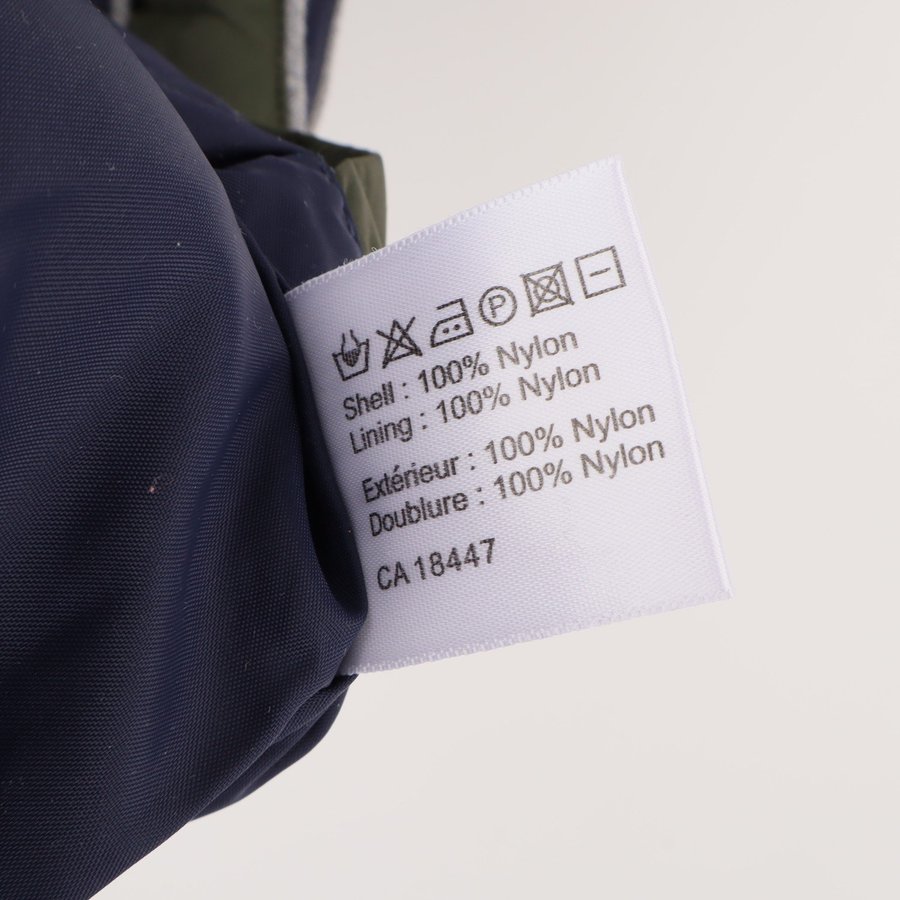 P
Shell : 100% Nylon
Lining : 100% Nylon
Extérieur : 100% Nylon
Doublure : 100% Nylon
CA 18447